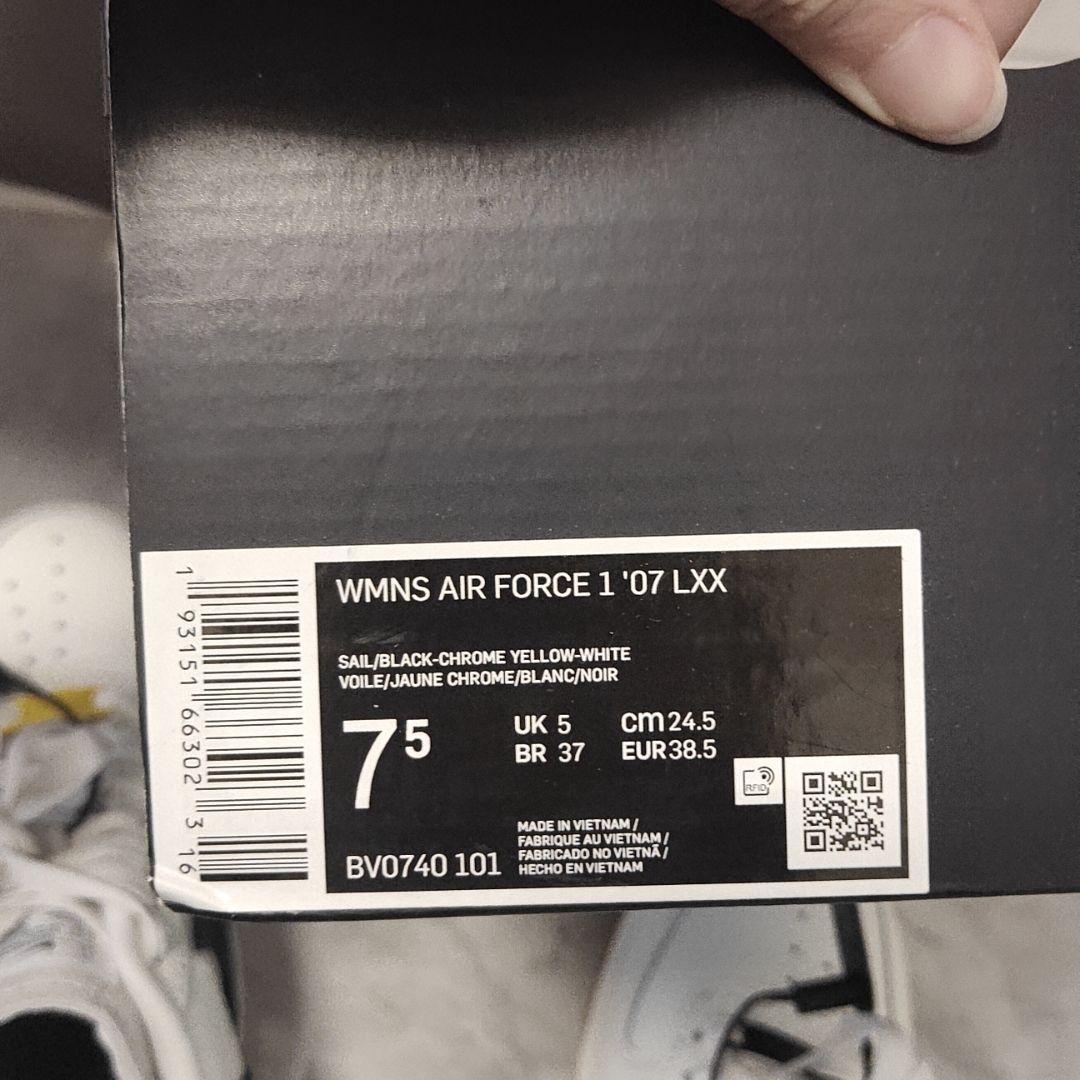 WMNS AIR FORCE 1 '07 LXX
SAIL/BLACK-CHROME YELLOW-WHITE
VOILE/JAUNE CHROME/BLANC/NOIR
7 5
UK 5 cm 24.5
BR 37 EUR 38.5
RFID
MADE IN VIETNAM /
FABRIQUE AU VIETNAM /
FABRICADO NO VIETNÃ /
HECHO EN VIETNAM
BV0740 101
1 93151 66302 3 16